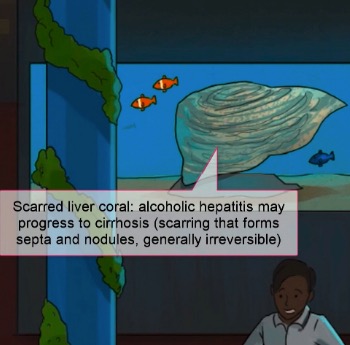 Scarred liver coral: alcoholic hepatitis may
progress to cirrhosis (scarring that forms
septa and nodules, generally irreversible)